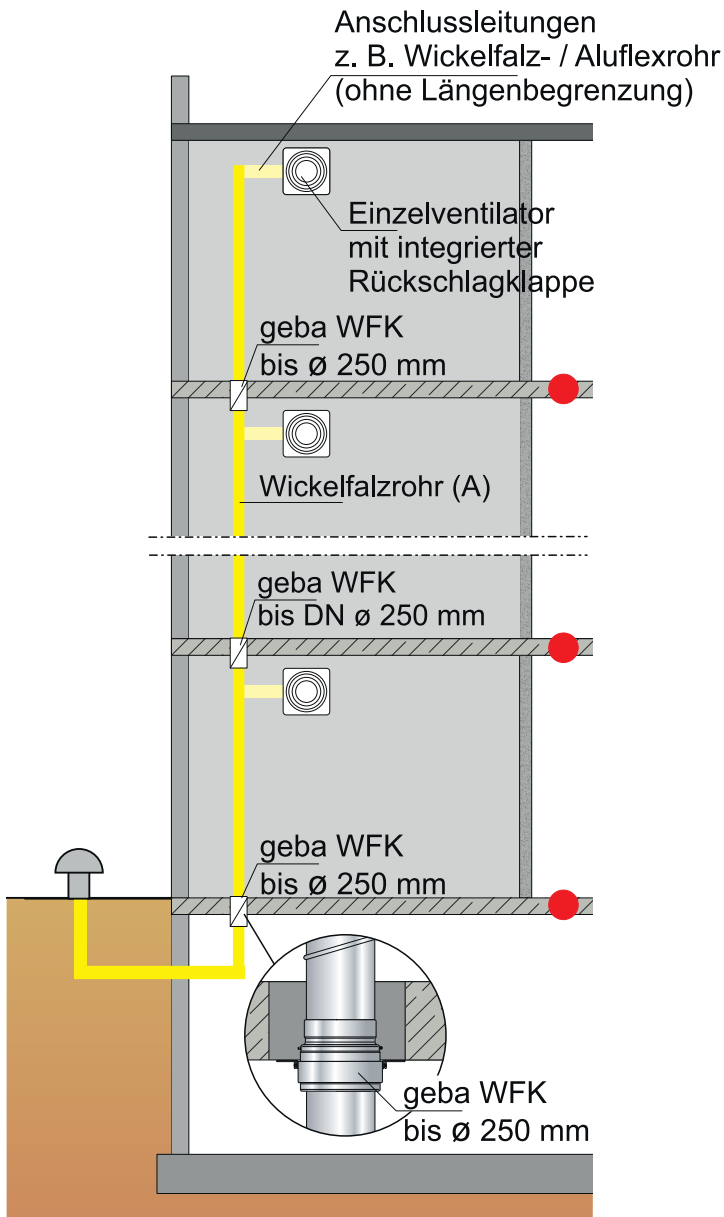 Anschlussleitungen
z. B. Wickelfalz- / Aluflexrohr
(ohne Längenbegrenzung)
Einzelventilator
mit integrierter
Rückschlagklappe
geba WFK
bis ø 250 mm
Wickelfalzrohr (A)
geba WFK
bis DN ø 250 mm
geba WFK
bis ø 250 mm
geba WFK
bis ø 250 mm